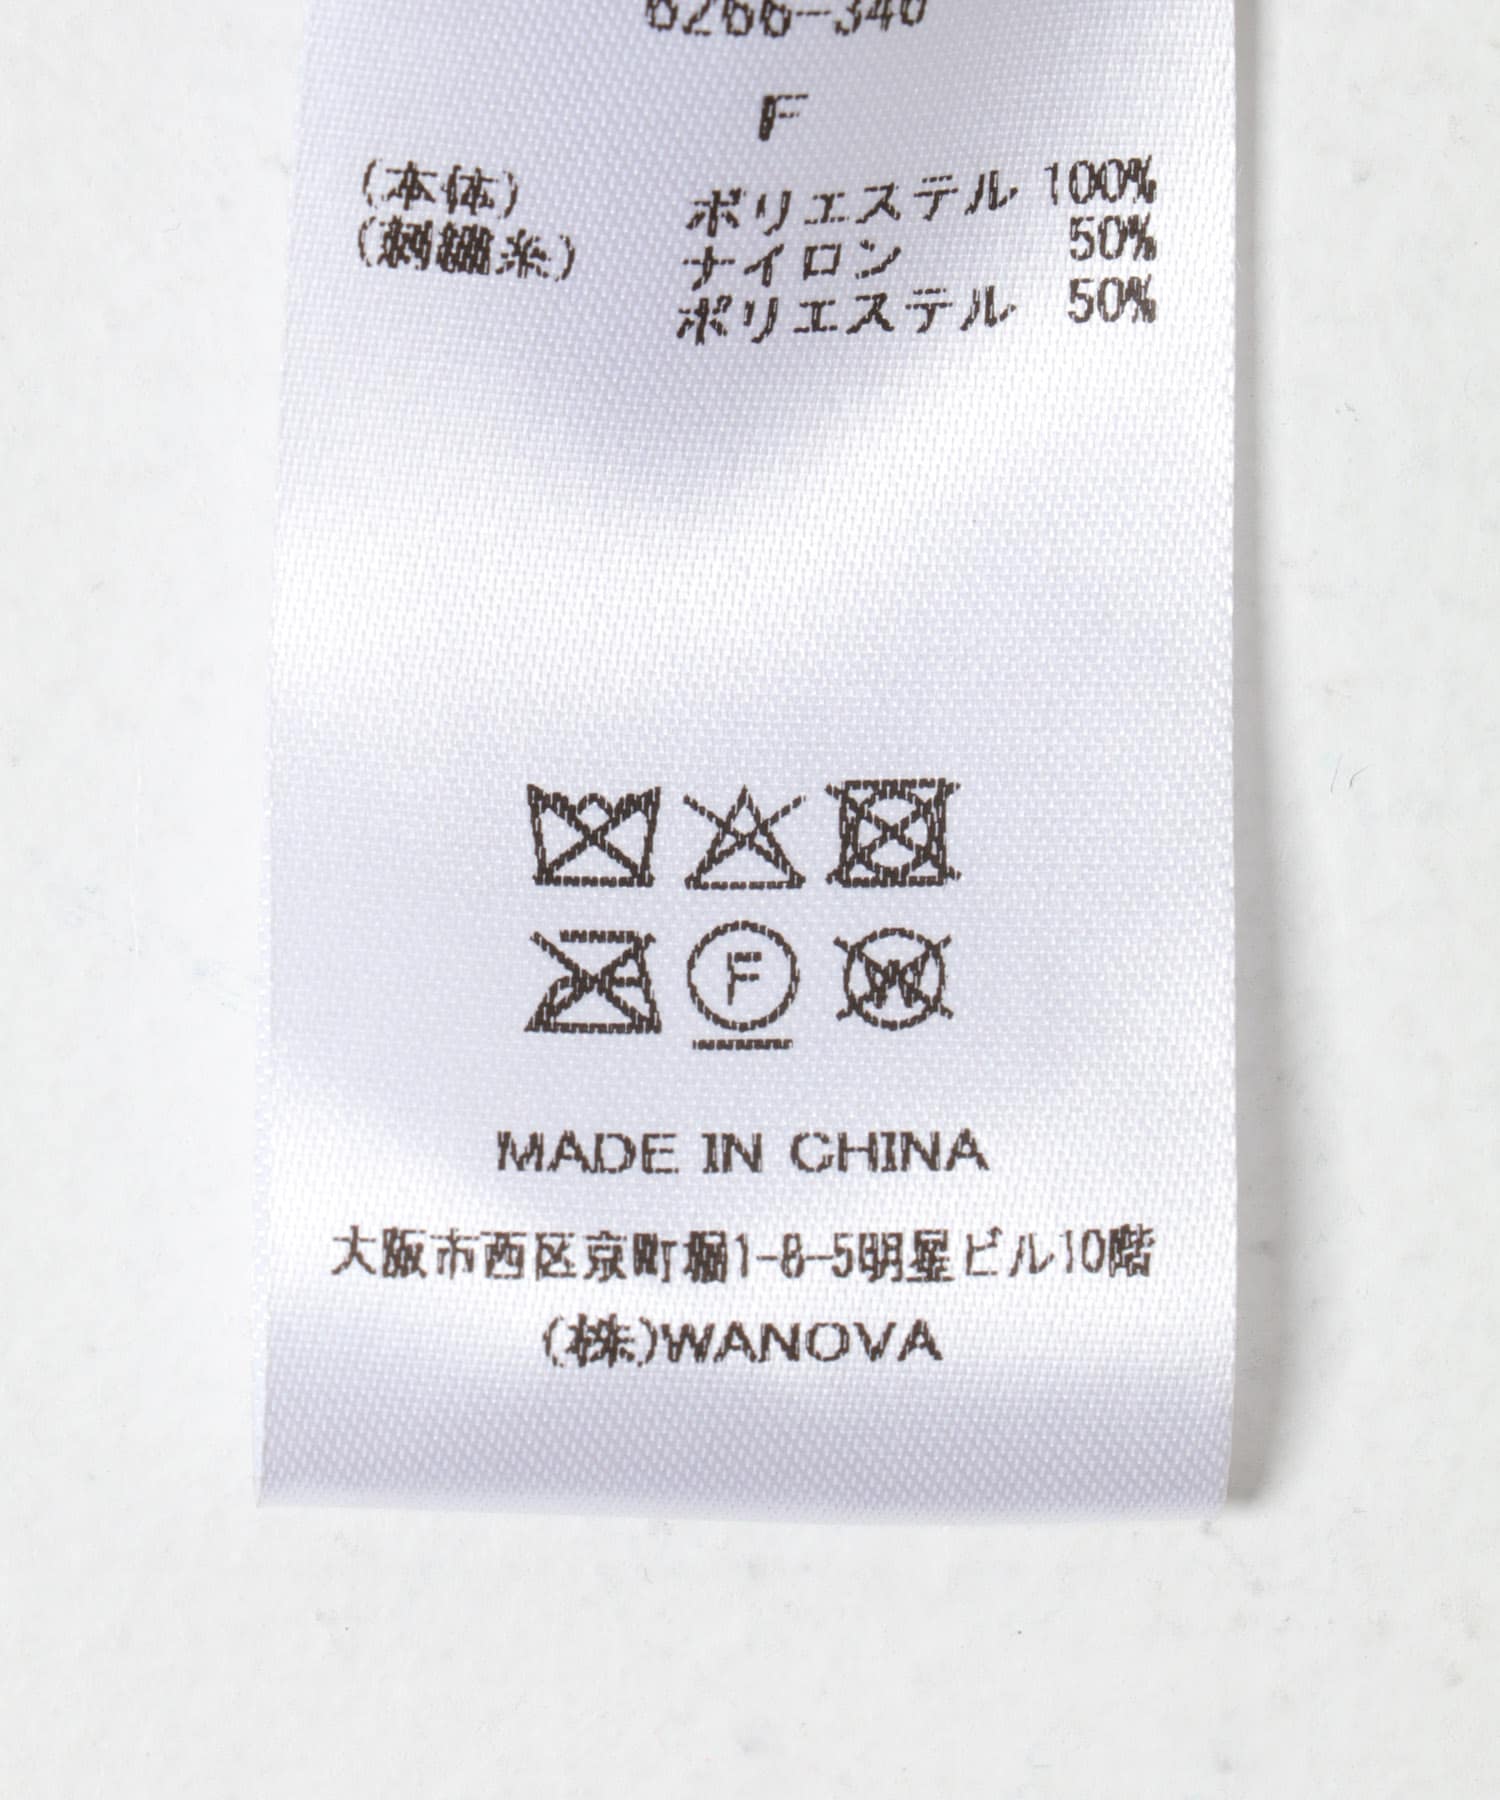 6266-340
F
(本体) ポリエステル 100%
(刺繍糸) ナイロン 50%
ポリエステル 50%
F
W
MADE IN CHINA
大阪市西区京町堀1-8-5明星ビル10階
(株)WANOVA